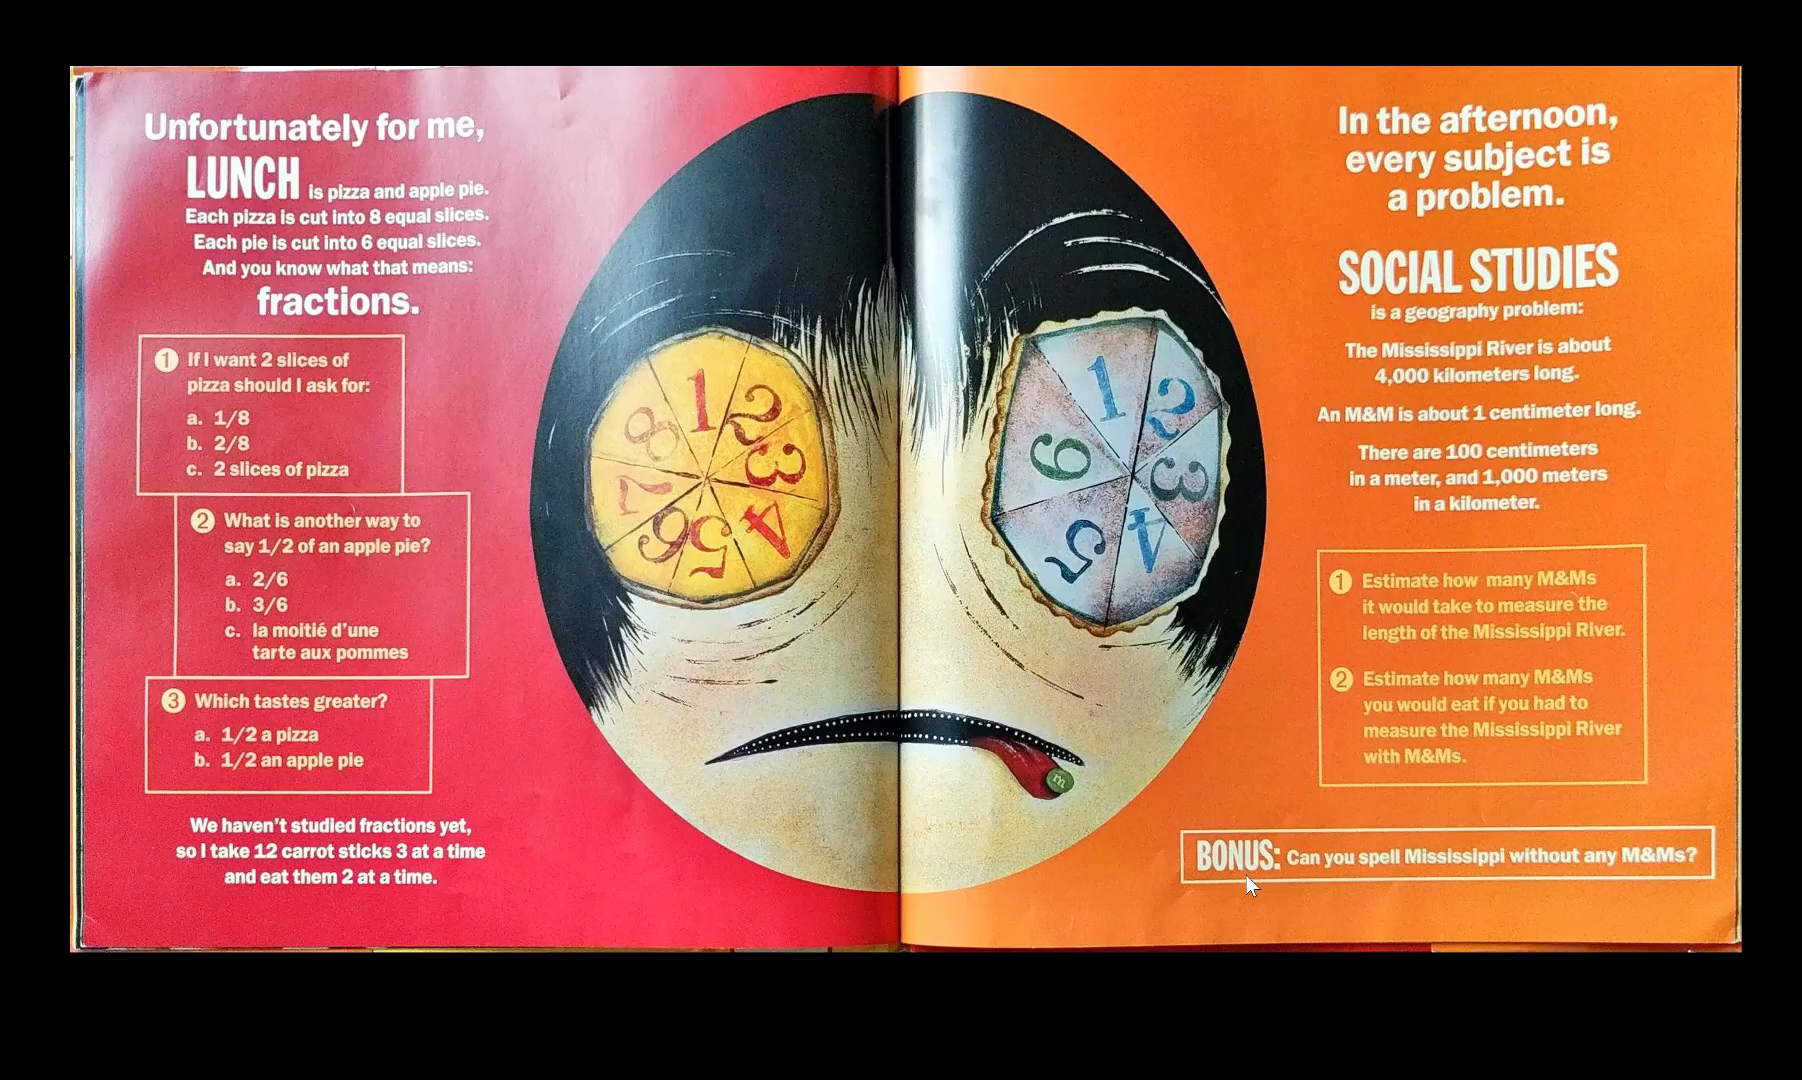 Unfortunately for me,
LUNCH is pizza and apple pie.
Each pizza is cut into 8 equal slices.
Each pie is cut into 6 equal slices.
And you know what that means:
fractions.
1 If I want 2 slices of
pizza should I ask for:
a. 1/8
b. 2/8
c. 2 slices of pizza
2 What is another way to
say 1/2 of an apple pie?
a. 2/6
b. 3/6
c. la moitié d'une
tarte aux pommes
3 Which tastes greater?
a. 1/2 a pizza
b. 1/2 an apple pie
We haven't studied fractions yet,
so I take 12 carrot sticks 3 at a time
and eat them 2 at a time.
1
2
3
4
5
6
7
8
1
2
3
4
5
6
m
In the afternoon,
every subject is
a problem.
SOCIAL STUDIES
is a geography problem:
The Mississippi River is about
4,000 kilometers long.
An M&M is about 1 centimeter long.
There are 100 centimeters
in a meter, and 1,000 meters
in a kilometer.
1 Estimate how many M&Ms
it would take to measure the
length of the Mississippi River.
2 Estimate how many M&Ms
you would eat if you had to
measure the Mississippi River
with M&Ms.
BONUS: Can you spell Mississippi without any M&Ms?